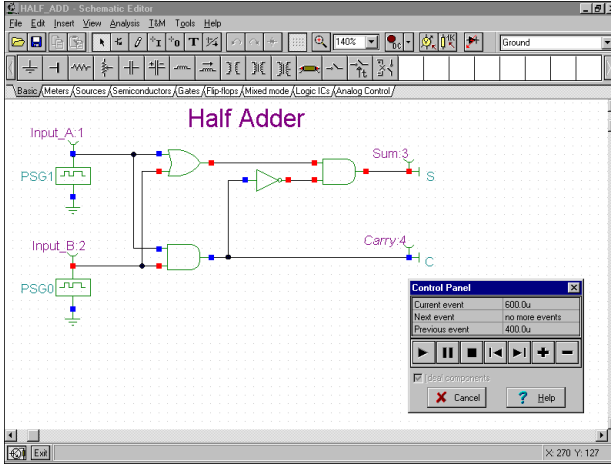 HALF_ADD - Schematic Editor
File Edit Insert View Analysis T&M Tools Help
T 140% DC Ground
Basic Meters Sources Semiconductors Gates Flip-flops Mixed mode Logic ICs Analog Control
Half Adder
Input_A:1
Sum:3
PSG1
S
Input_B:2
Carry:4
C
PSG0
Control Panel
Current event 600.0u
Next event no more events
Previous event 400.0u
Ideal components
Cancel Help
Exit X: 270 Y: 127